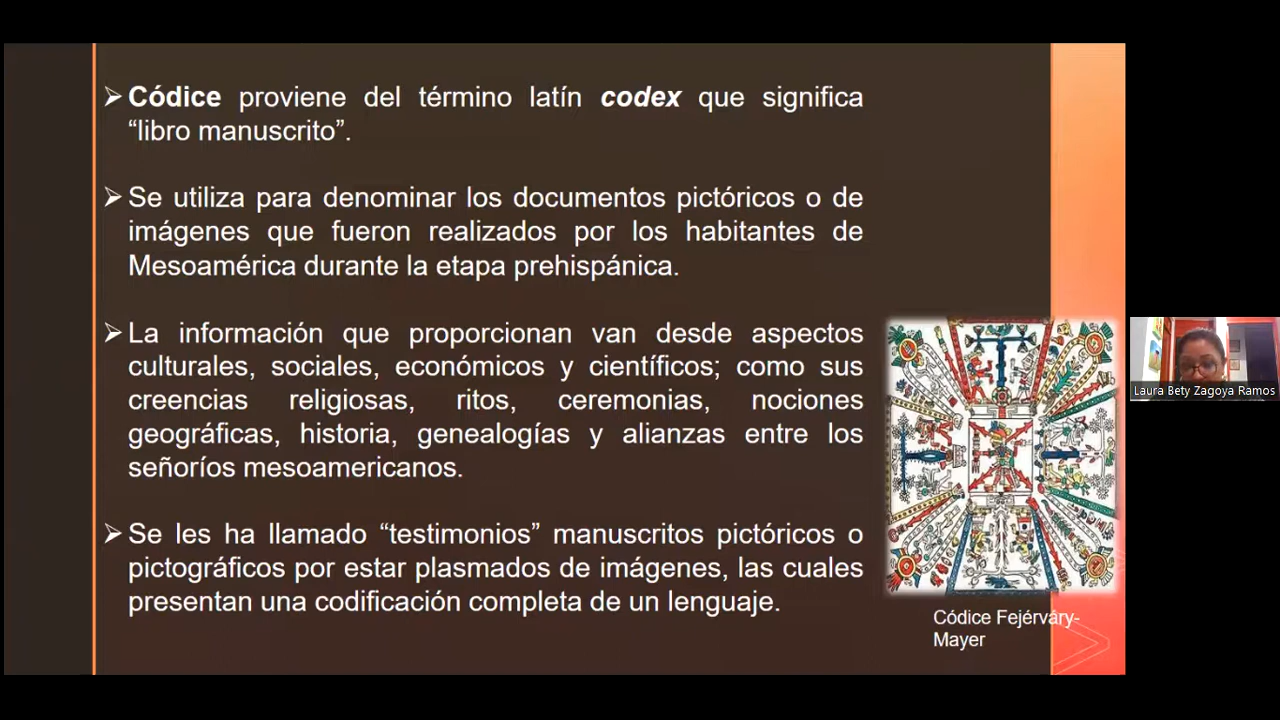 Códice proviene del término latín codex que significa
“libro manuscrito”.
Se utiliza para denominar los documentos pictóricos o de
imágenes que fueron realizados por los habitantes de
Mesoamérica durante la etapa prehispánica.
La información que proporcionan van desde aspectos
culturales, sociales, económicos y científicos; como sus
creencias religiosas, ritos, ceremonias, nociones
geográficas, historia, genealogías y alianzas entre los
señoríos mesoamericanos.
Se les ha llamado “testimonios” manuscritos pictóricos o
pictográficos por estar plasmados de imágenes, las cuales
presentan una codificación completa de un lenguaje.
Códice Fejérváry-
Mayer
Laura Bety Zagoya Ramos